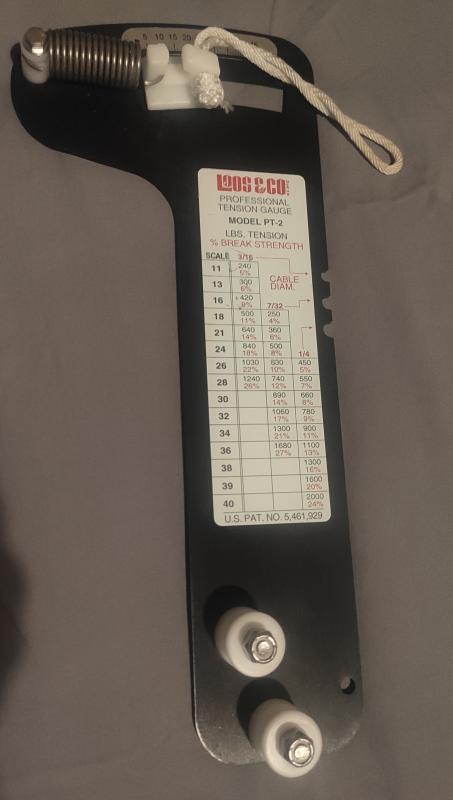 5 10 15 20
LOOS & CO
PROFESSIONAL
TENSION GAUGE
MODEL PT-2
LBS. TENSION
% BREAK STRENGTH
SCALE 3/16
11 240
5%
CABLE
DIAM.
13 300
6%
16 420
9% 7/32
18 500 250
11% 4%
21 640 360
14% 6%
24 840 500
18% 8% 1/4
26 1030 630 450
22% 10% 5%
28 1240 740 550
26% 12% 7%
30 890 660
14% 8%
32 1060 780
17% 9%
34 1300 900
21% 11%
36 1680 1100
27% 13%
38 1300
16%
39 1600
20%
40 2000
24%
U.S. PAT. NO. 5,461,929